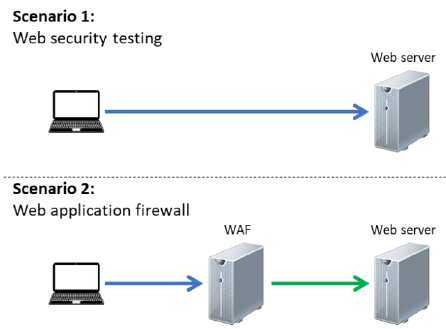 Scenario 1:
Web security testing
Web server
Scenario 2:
Web application firewall
WAF
Web server